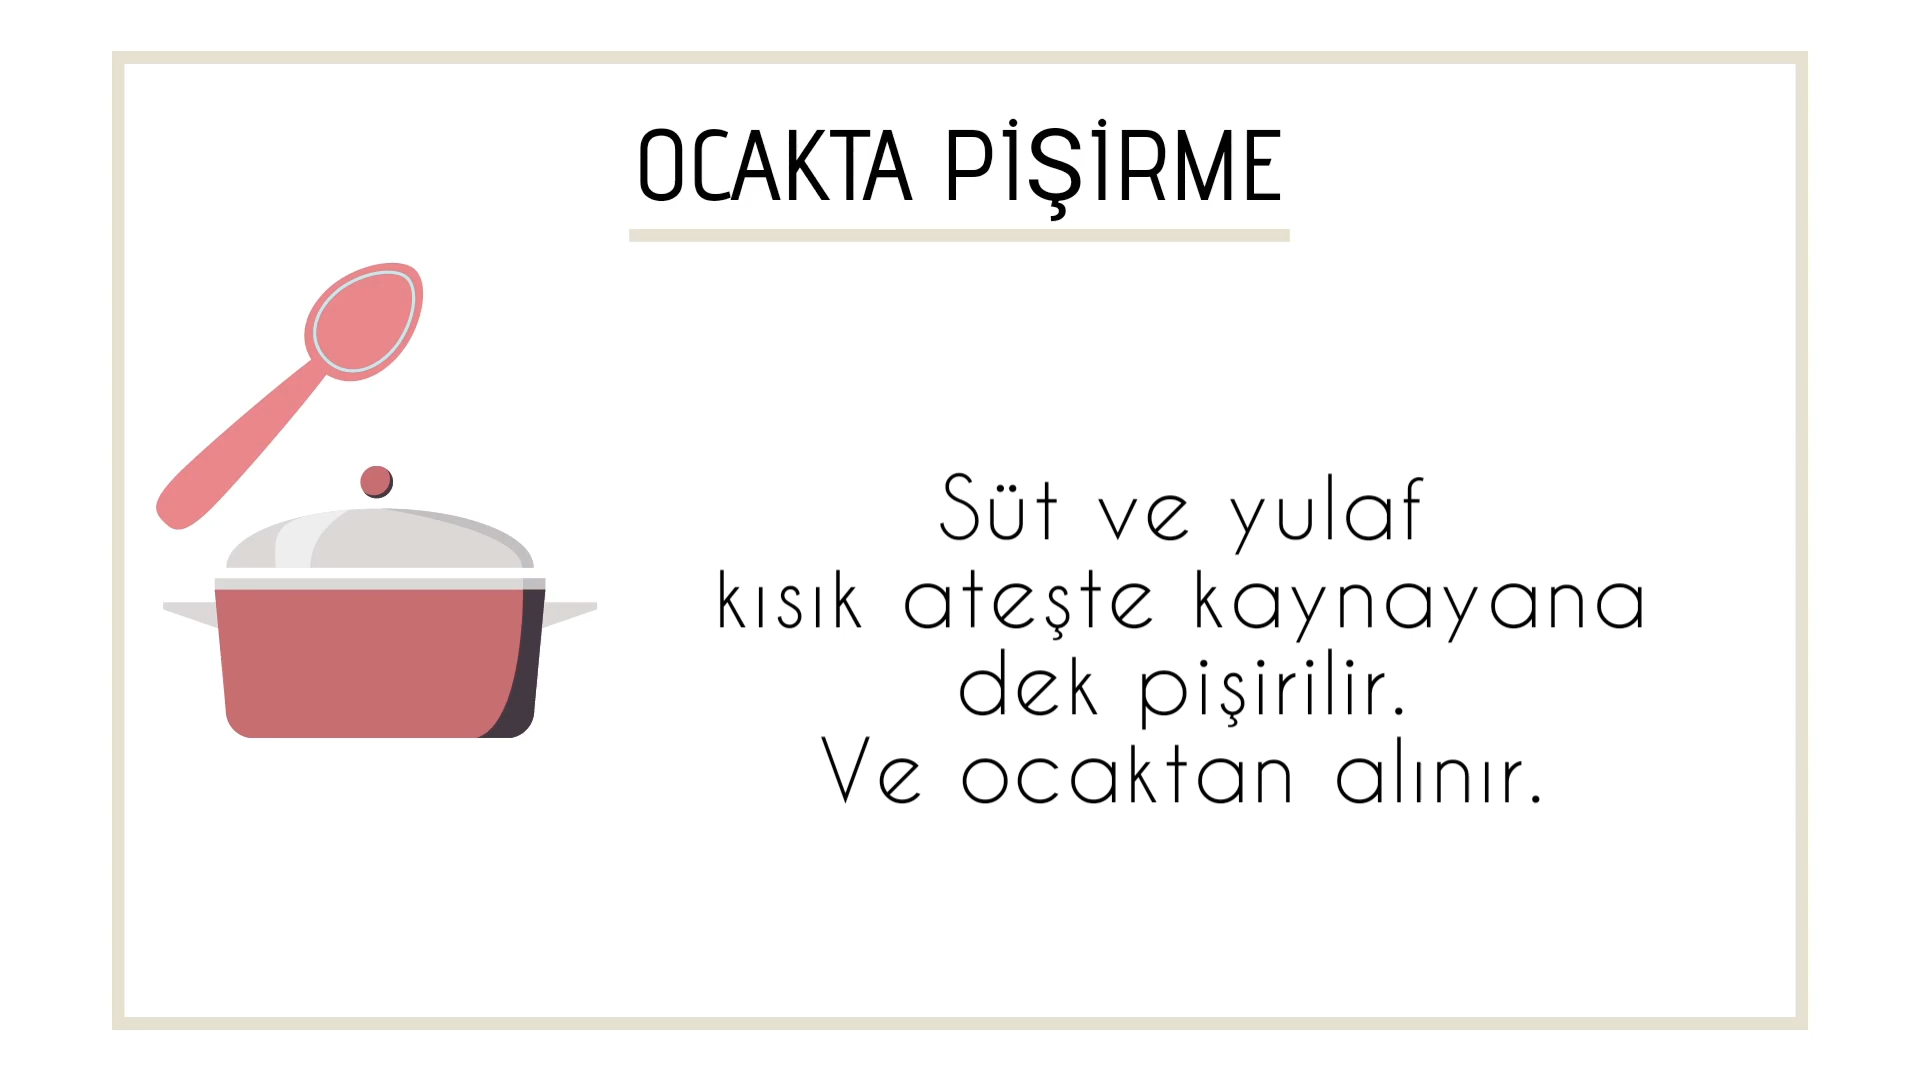 OCAKTA PİŞİRME
Süt ve yulaf
kısık ateşte kaynayana
dek pişirilir.
Ve ocaktan alınır.